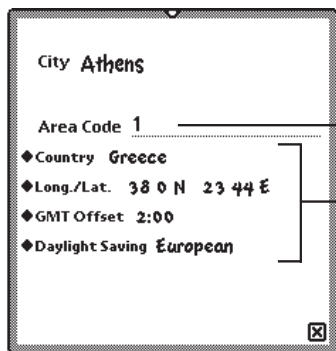 City Athens
Area Code 1
◆Country Greece
◆Long./Lat. 38 0 N 23 44 E
◆GMT Offset 2:00
◆Daylight Saving European